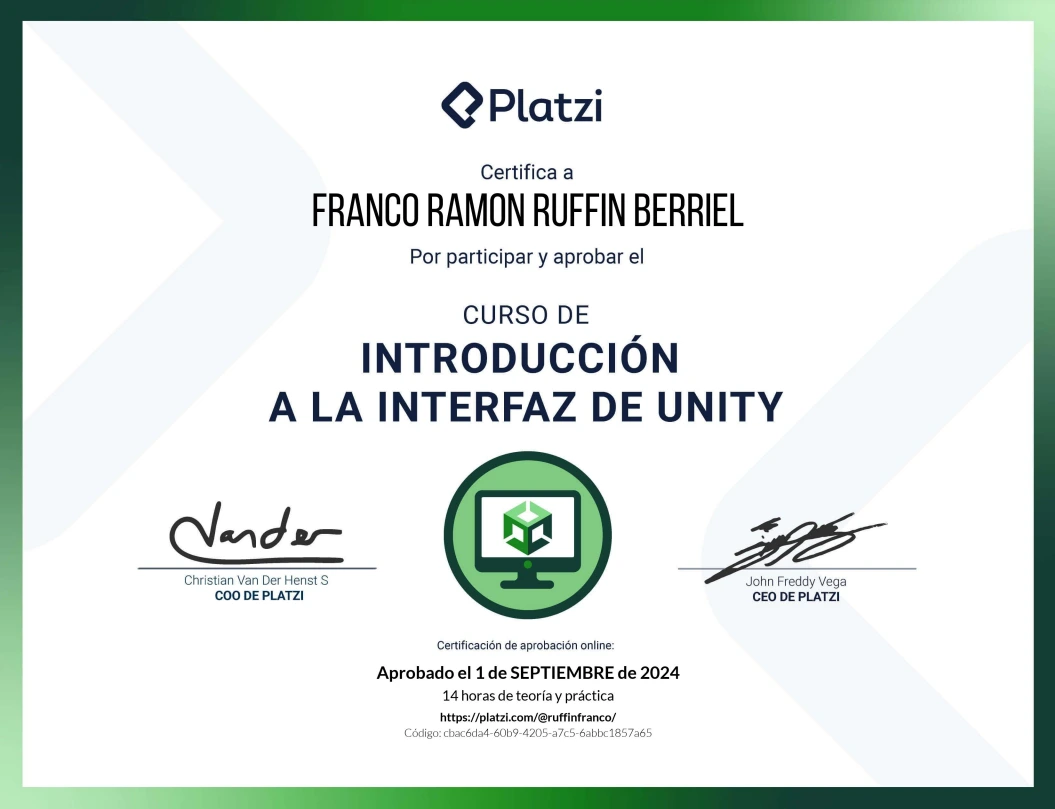 Platzi
Certifica a
FRANCO RAMON RUFFIN BERRIEL
Por participar y aprobar el
CURSO DE
INTRODUCCIÓN
A LA INTERFAZ DE UNITY
Vander
Christian Van Der Henst S
COO DE PLATZI
John Freddy Vega
CEO DE PLATZI
Certificación de aprobación online:
Aprobado el 1 de SEPTIEMBRE de 2024
14 horas de teoría y práctica
https://platzi.com/@ruffinfranco/
Código: cbac6da4-60b9-4205-a7c5-6abbc1857a65